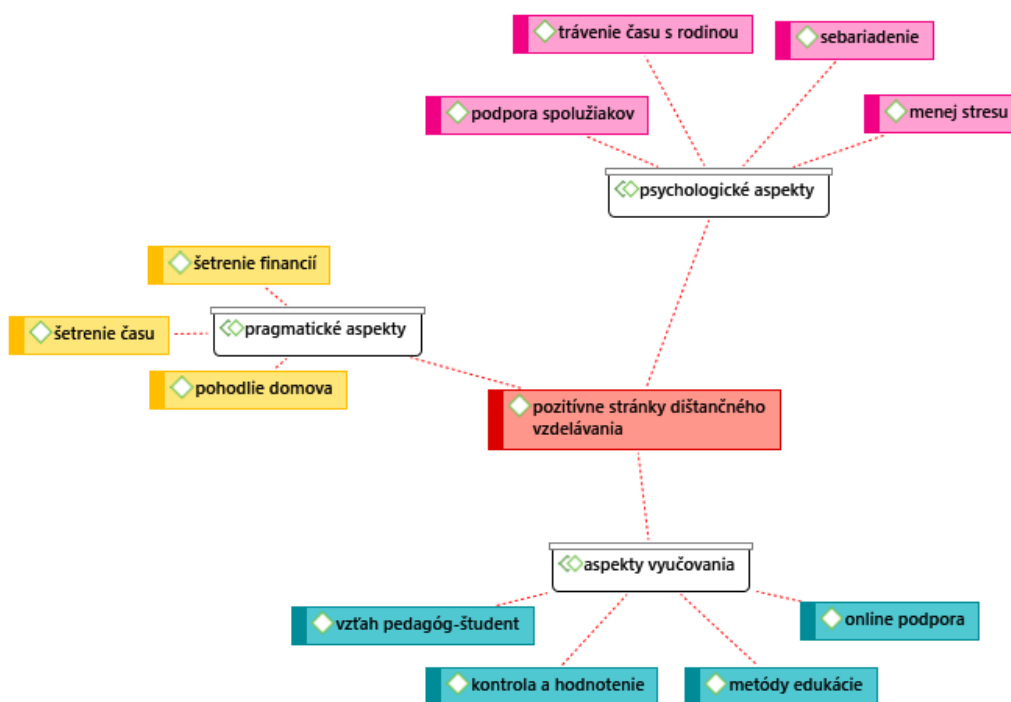 trávenie času s rodinou
sebariadenie
podpora spolužiakov
menej stresu
psychologické aspekty
šetrenie financií
pragmatické aspekty
šetrenie času
pohodlie domova
pozitívne stránky dištančného
vzdelávania
aspekty vyučovania
vzťah pedagóg-študent
online podpora
kontrola a hodnotenie
metódy edukácie